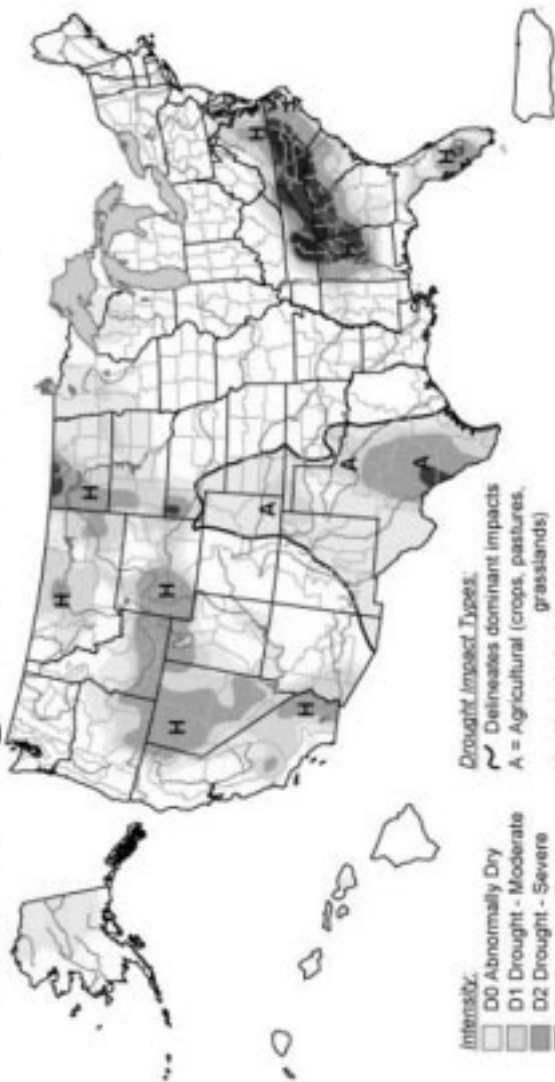 H
H
H
H
H
H
H
A
A
A
Intensity:
D0 Abnormally Dry
D1 Drought - Moderate
D2 Drought - Severe
Drought Impact Types:
Delineates dominant impacts
A = Agricultural (crops, pastures,
grasslands)